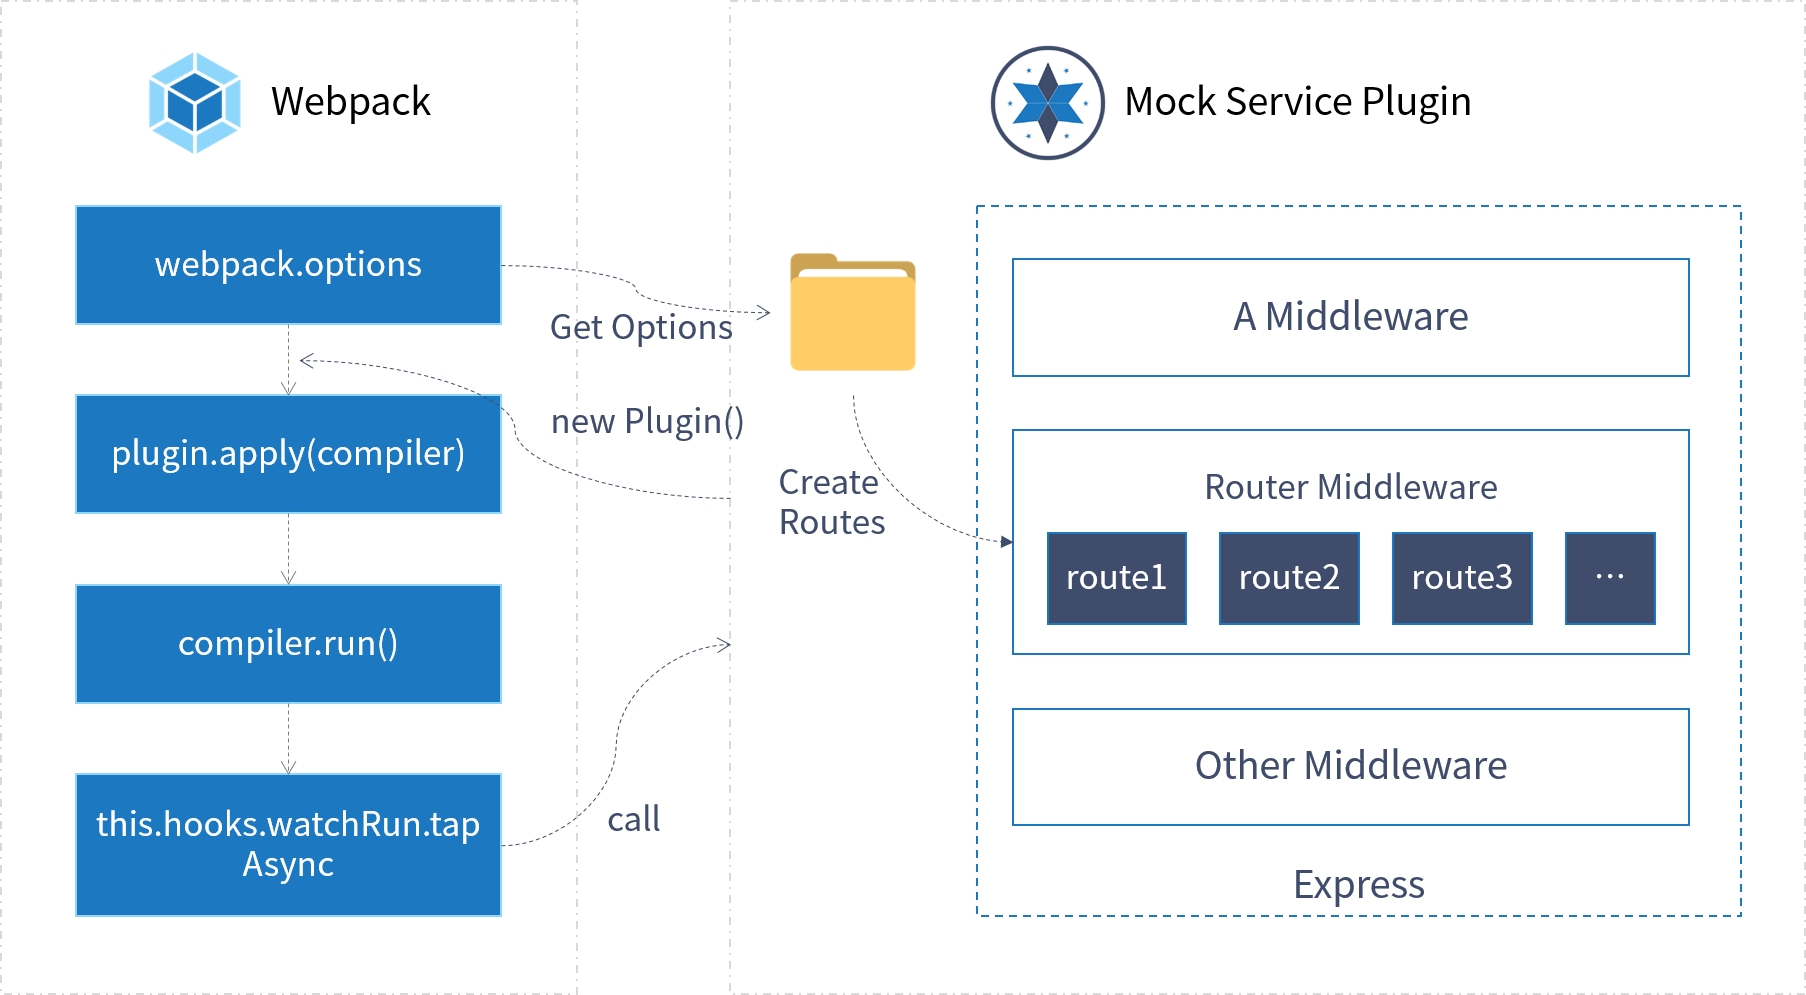 Webpack
Mock Service Plugin
webpack.options
Get Options
plugin.apply(compiler)
new Plugin()
compiler.run()
this.hooks.watchRun.tap
Async
call
Create
Routes
A Middleware
Router Middleware
route1
route2
route3
...
Other Middleware
Express